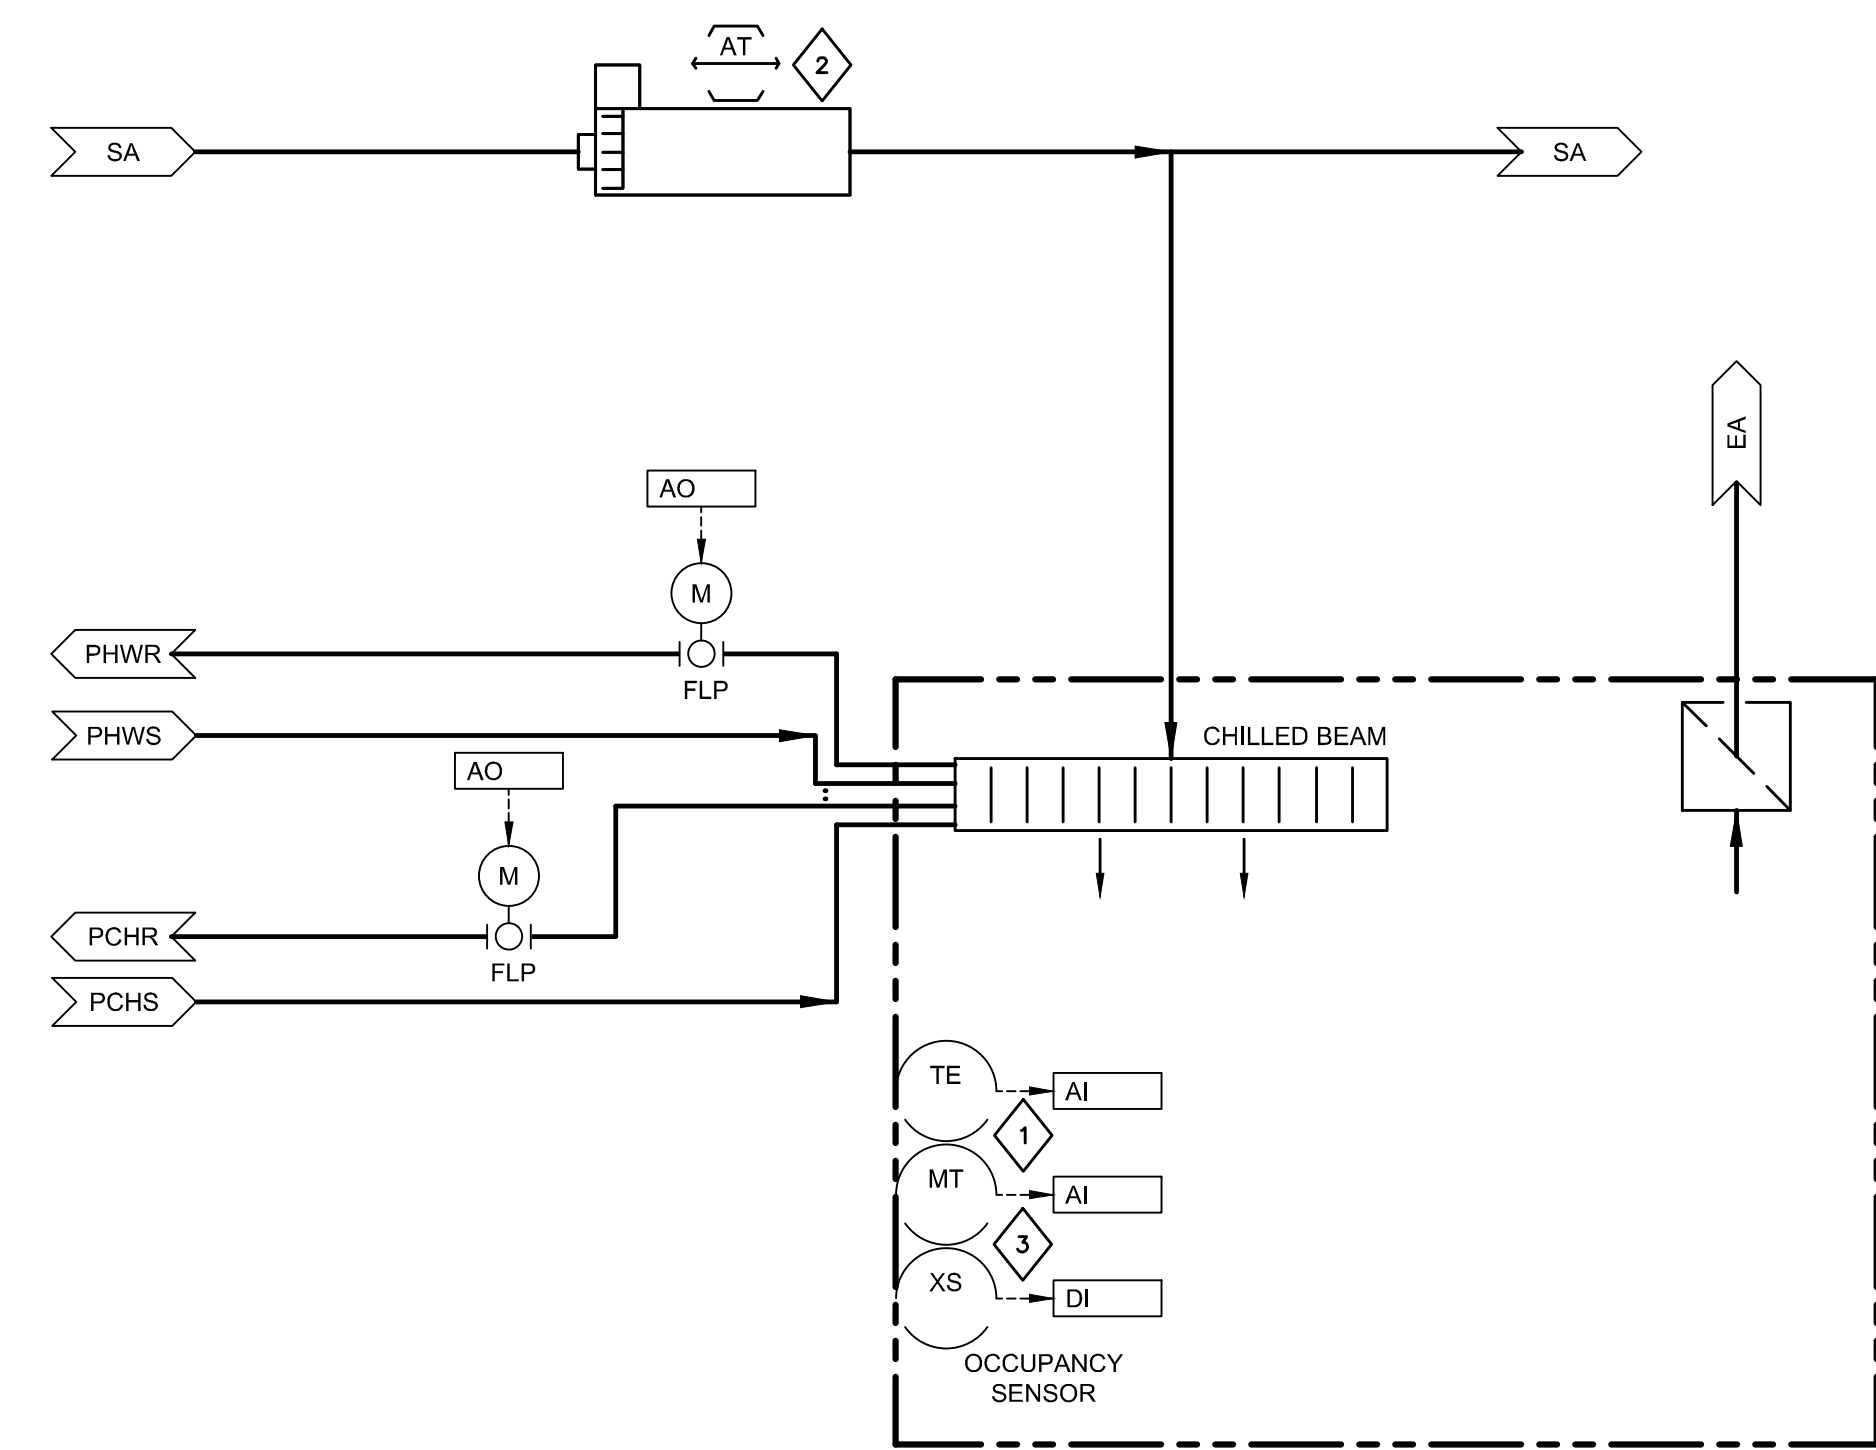 AT
2
SA
SA
EA
AO
M
PHWR
FLP
PHWS
CHILLED BEAM
AO
M
PCHR
FLP
PCHS
TE
AI
1
MT
AI
3
XS
DI
OCCUPANCY
SENSOR